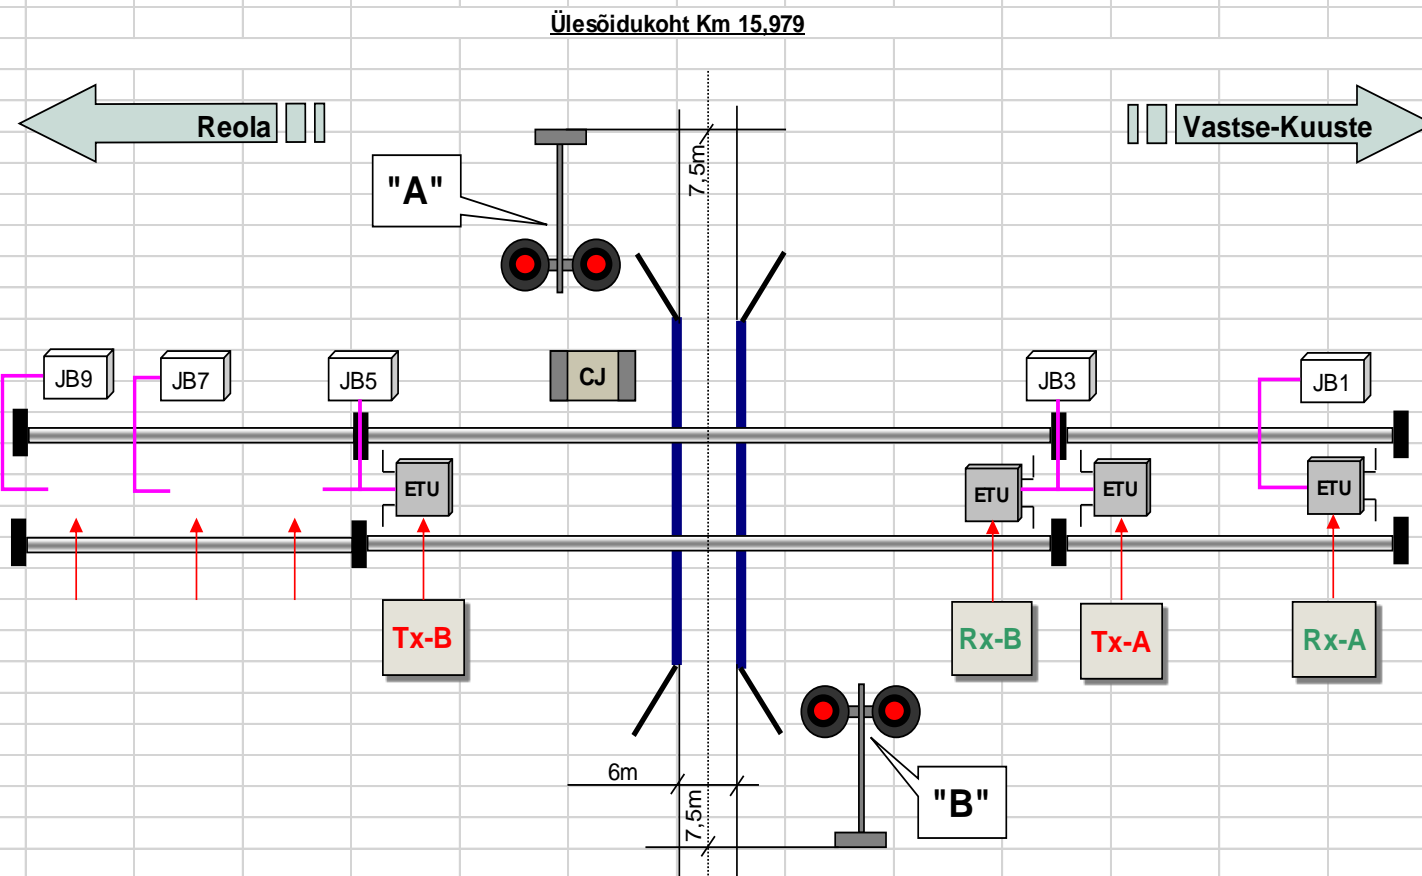 Ülesõidukoht Km 15,979
Reola
Vastse-Kuuste
"A"
7,5m
JB9
JB7
JB5
CJ
JB3
JB1
ETU
ETU
ETU
ETU
Tx-B
Rx-B
Tx-A
Rx-A
6m
7,5m
"B"